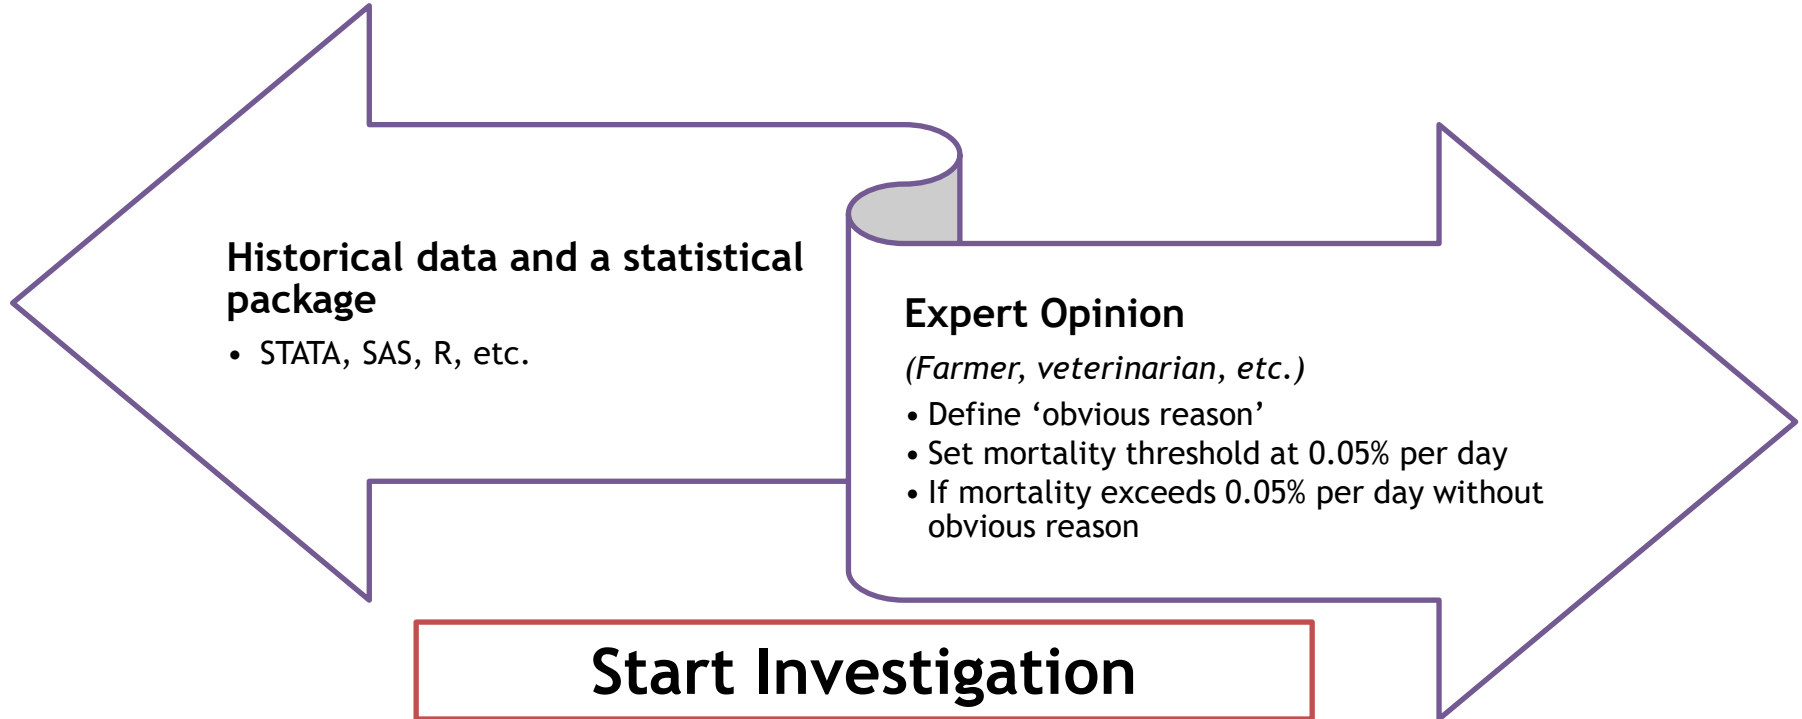 Historical data and a statistical
package
• STATA, SAS, R, etc.
Expert Opinion
(Farmer, veterinarian, etc.)
• Define ‘obvious reason’
• Set mortality threshold at 0.05% per day
• If mortality exceeds 0.05% per day without
obvious reason
Start Investigation